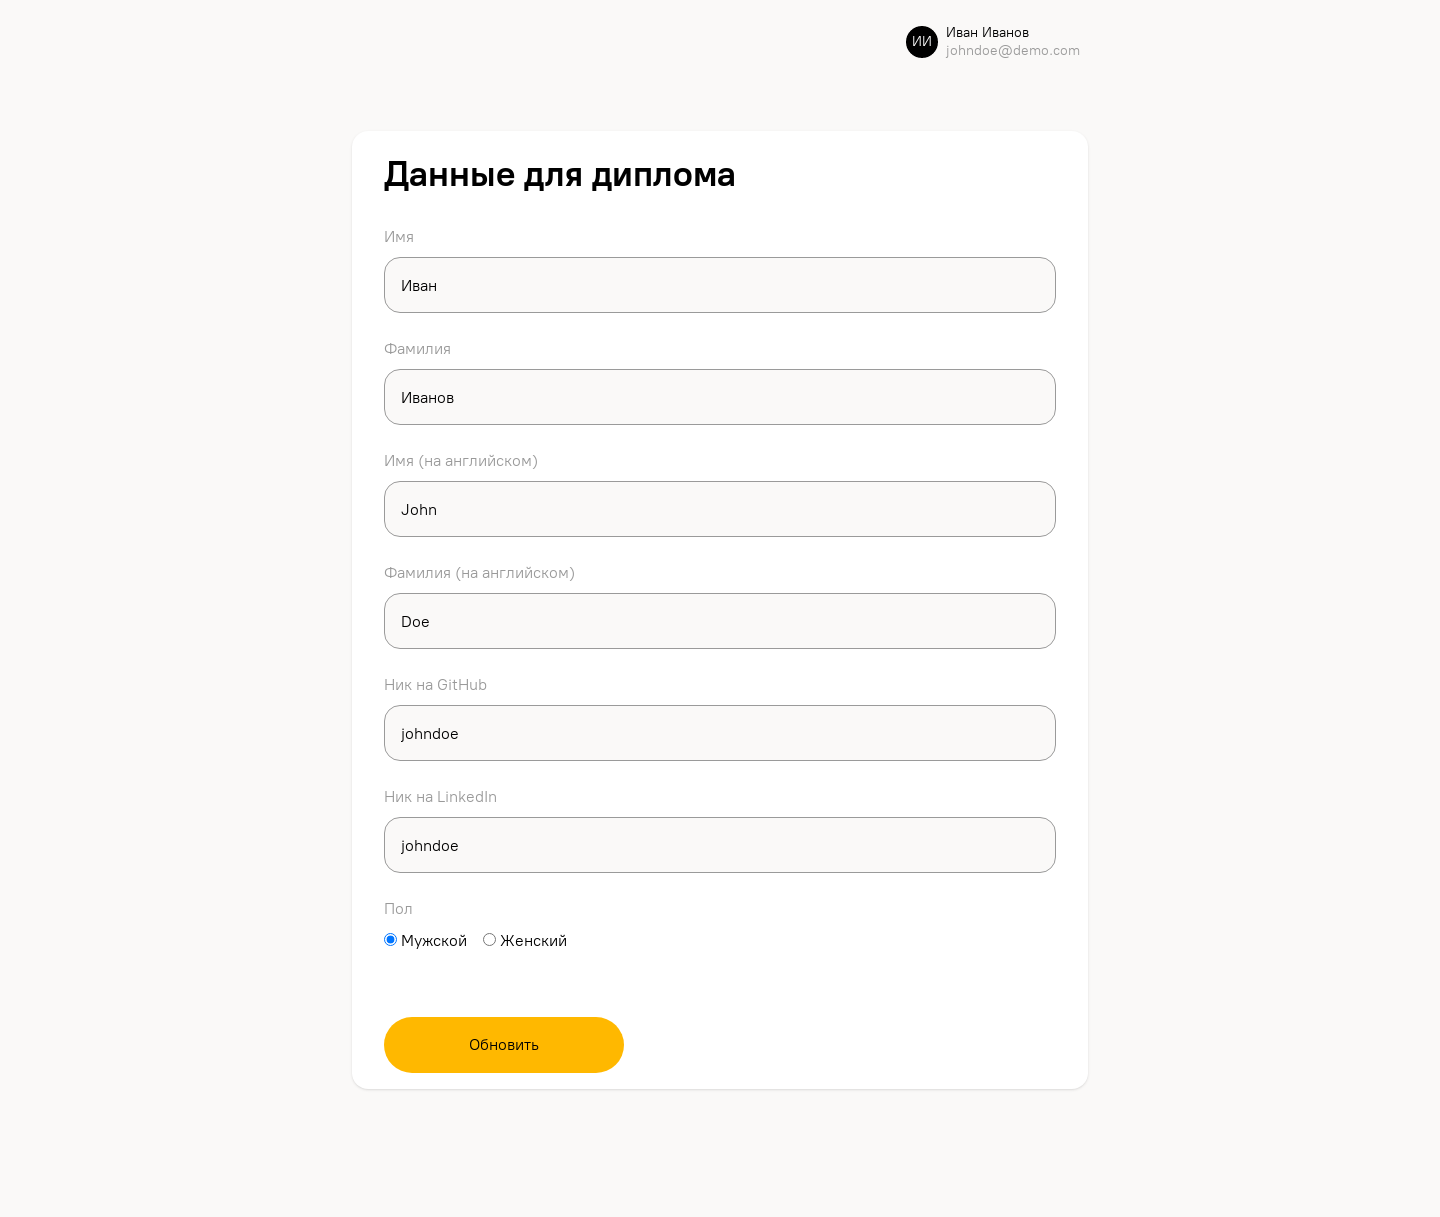 ИИ
Иван Иванов
johndoe@demo.com
Данные для диплома
Имя
Иван
Фамилия
Иванов
Имя (на английском)
John
Фамилия (на английском)
Doe
Ник на GitHub
johndoe
Ник на LinkedIn
johndoe
Пол
Мужской Женский
Обновить